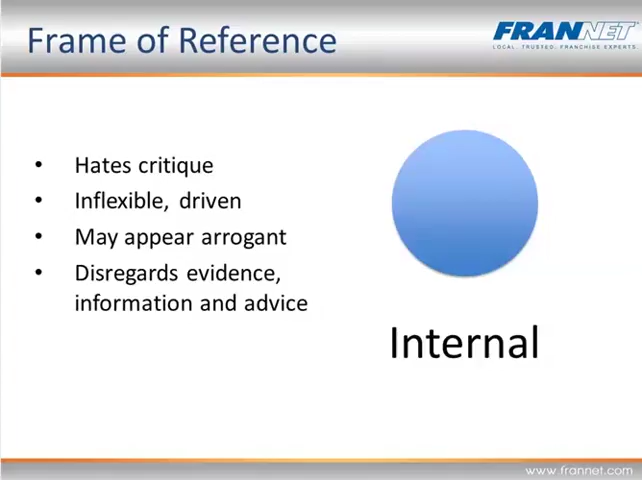 Frame of Reference
FRANNET
LOCAL. TRUSTED. FRANCHISE EXPERTS.
• Hates critique
• Inflexible, driven
• May appear arrogant
• Disregards evidence,
information and advice
Internal
www.frannet.com